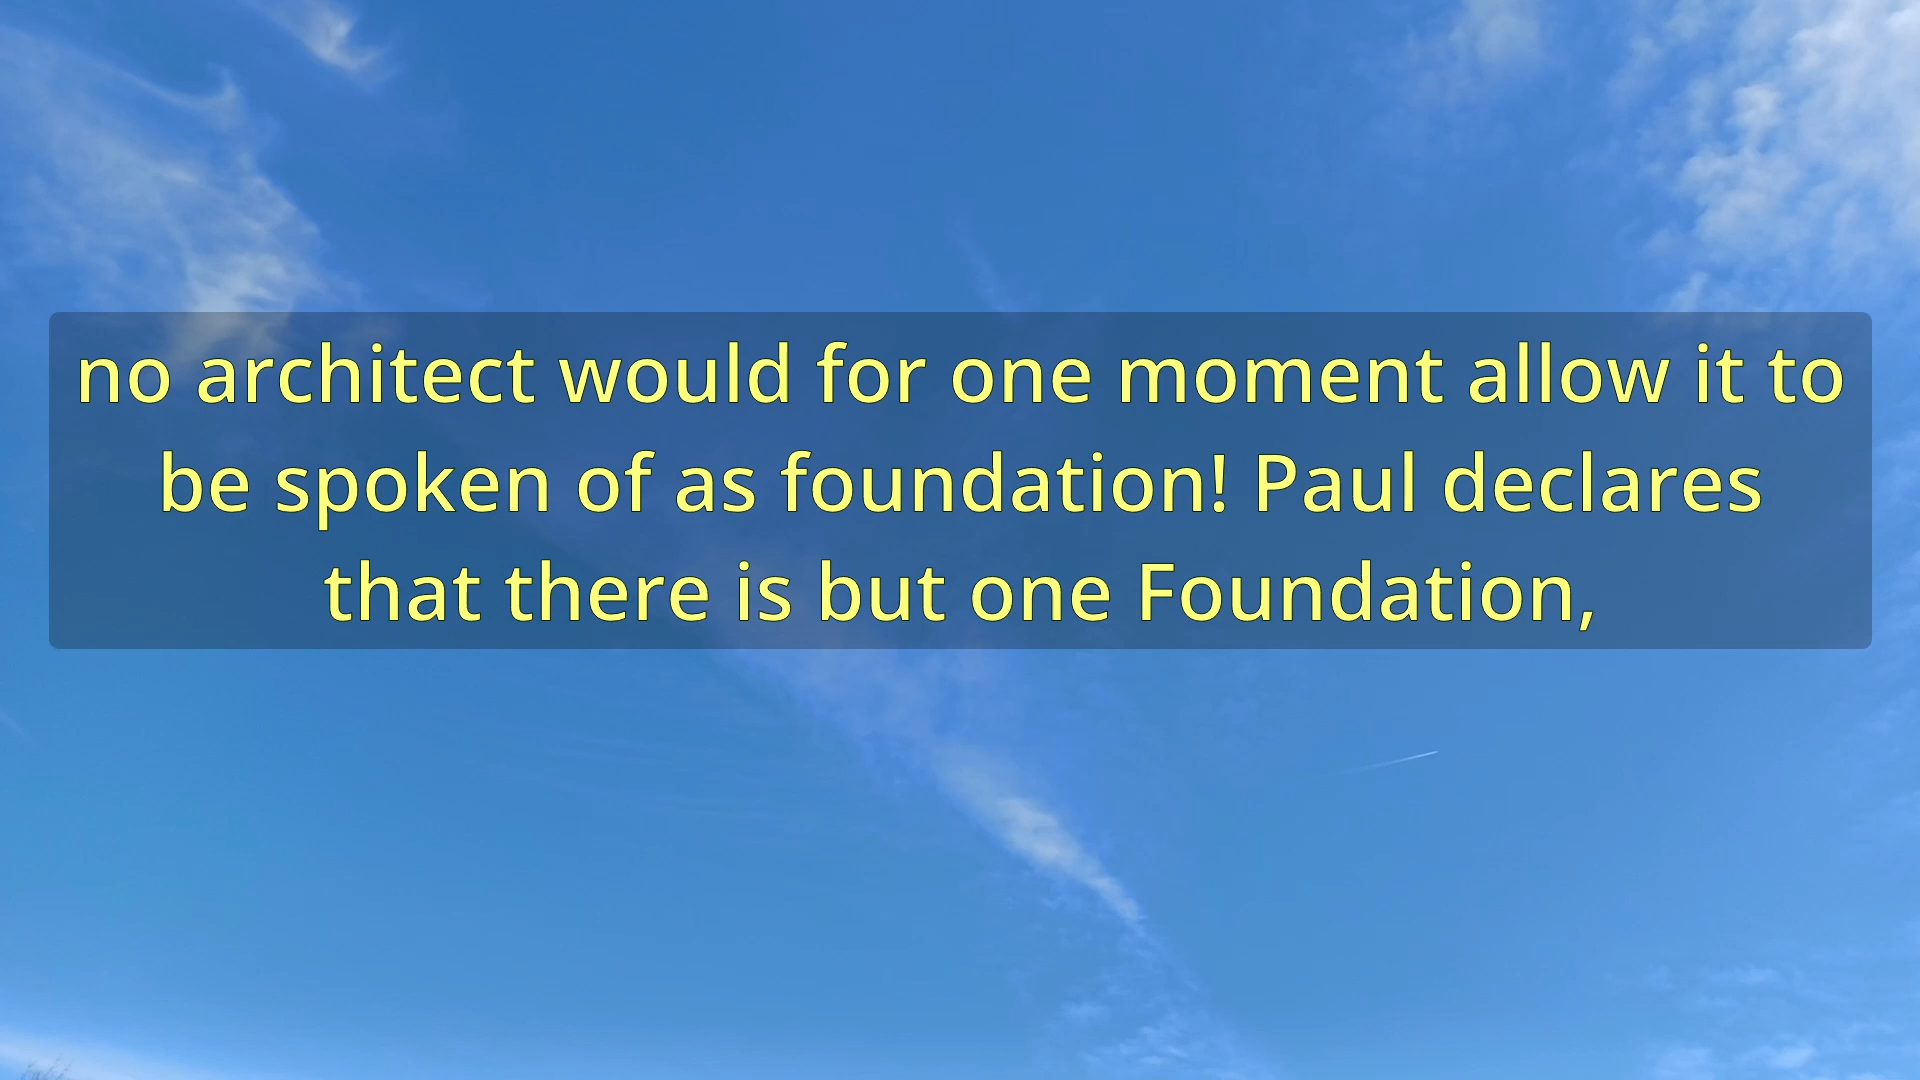 no architect would for one moment allow it to
be spoken of as foundation! Paul declares
that there is but one Foundation,